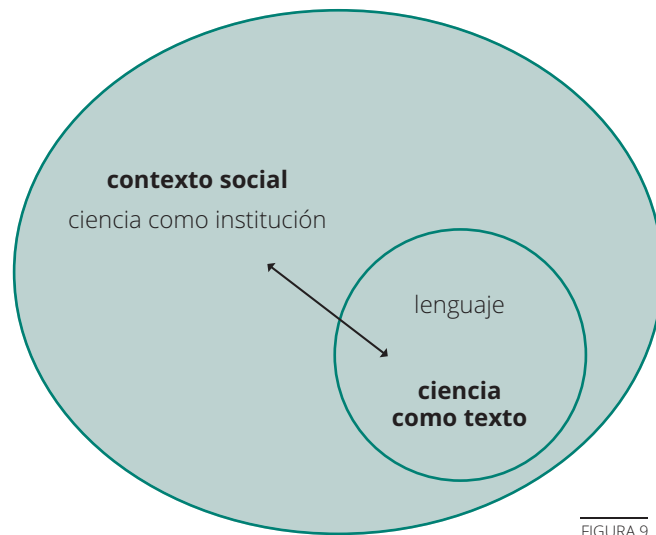 contexto social
ciencia como institución
lenguaje
ciencia
como texto
FIGURA 9